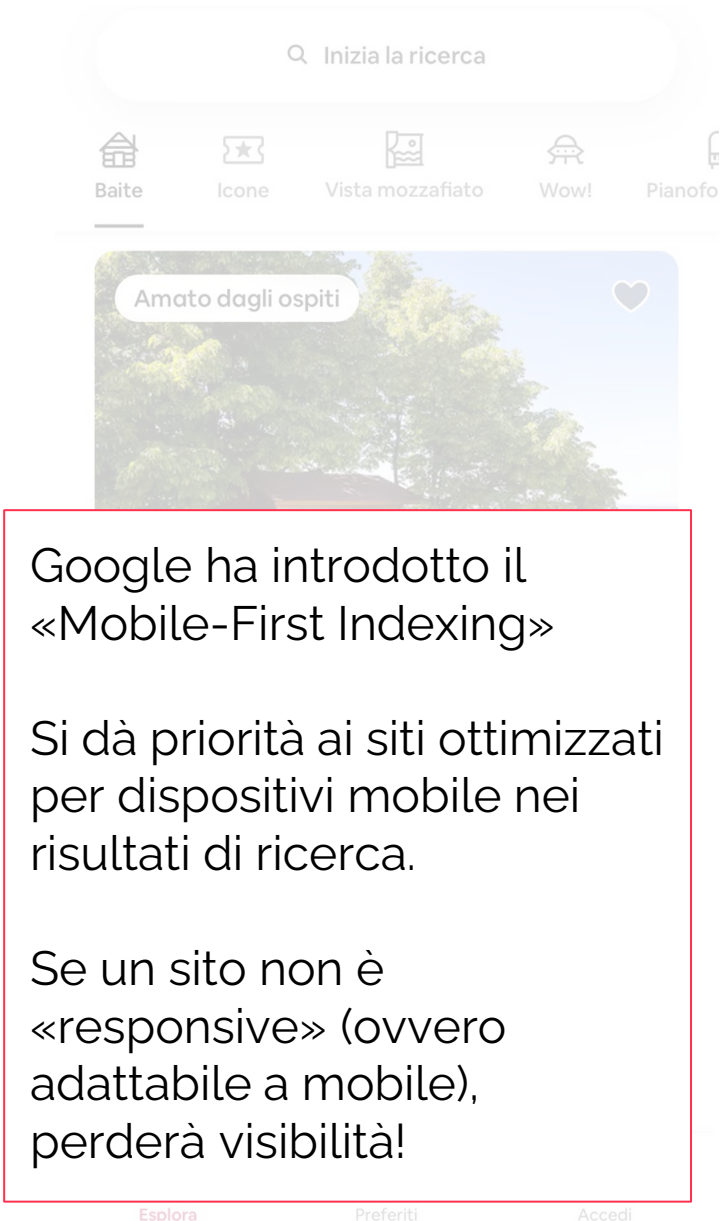 Inizia la ricerca
Baite Icone Vista mozzafiato Wow! Pianofo
Amato dagli ospiti
Google ha introdotto il
«Mobile-First Indexing»
Si dà priorità ai siti ottimizzati
per dispositivi mobile nei
risultati di ricerca.
Se un sito non è
«responsive» (ovvero
adattabile a mobile),
perderà visibilità!
Esplora Preferiti Accedi